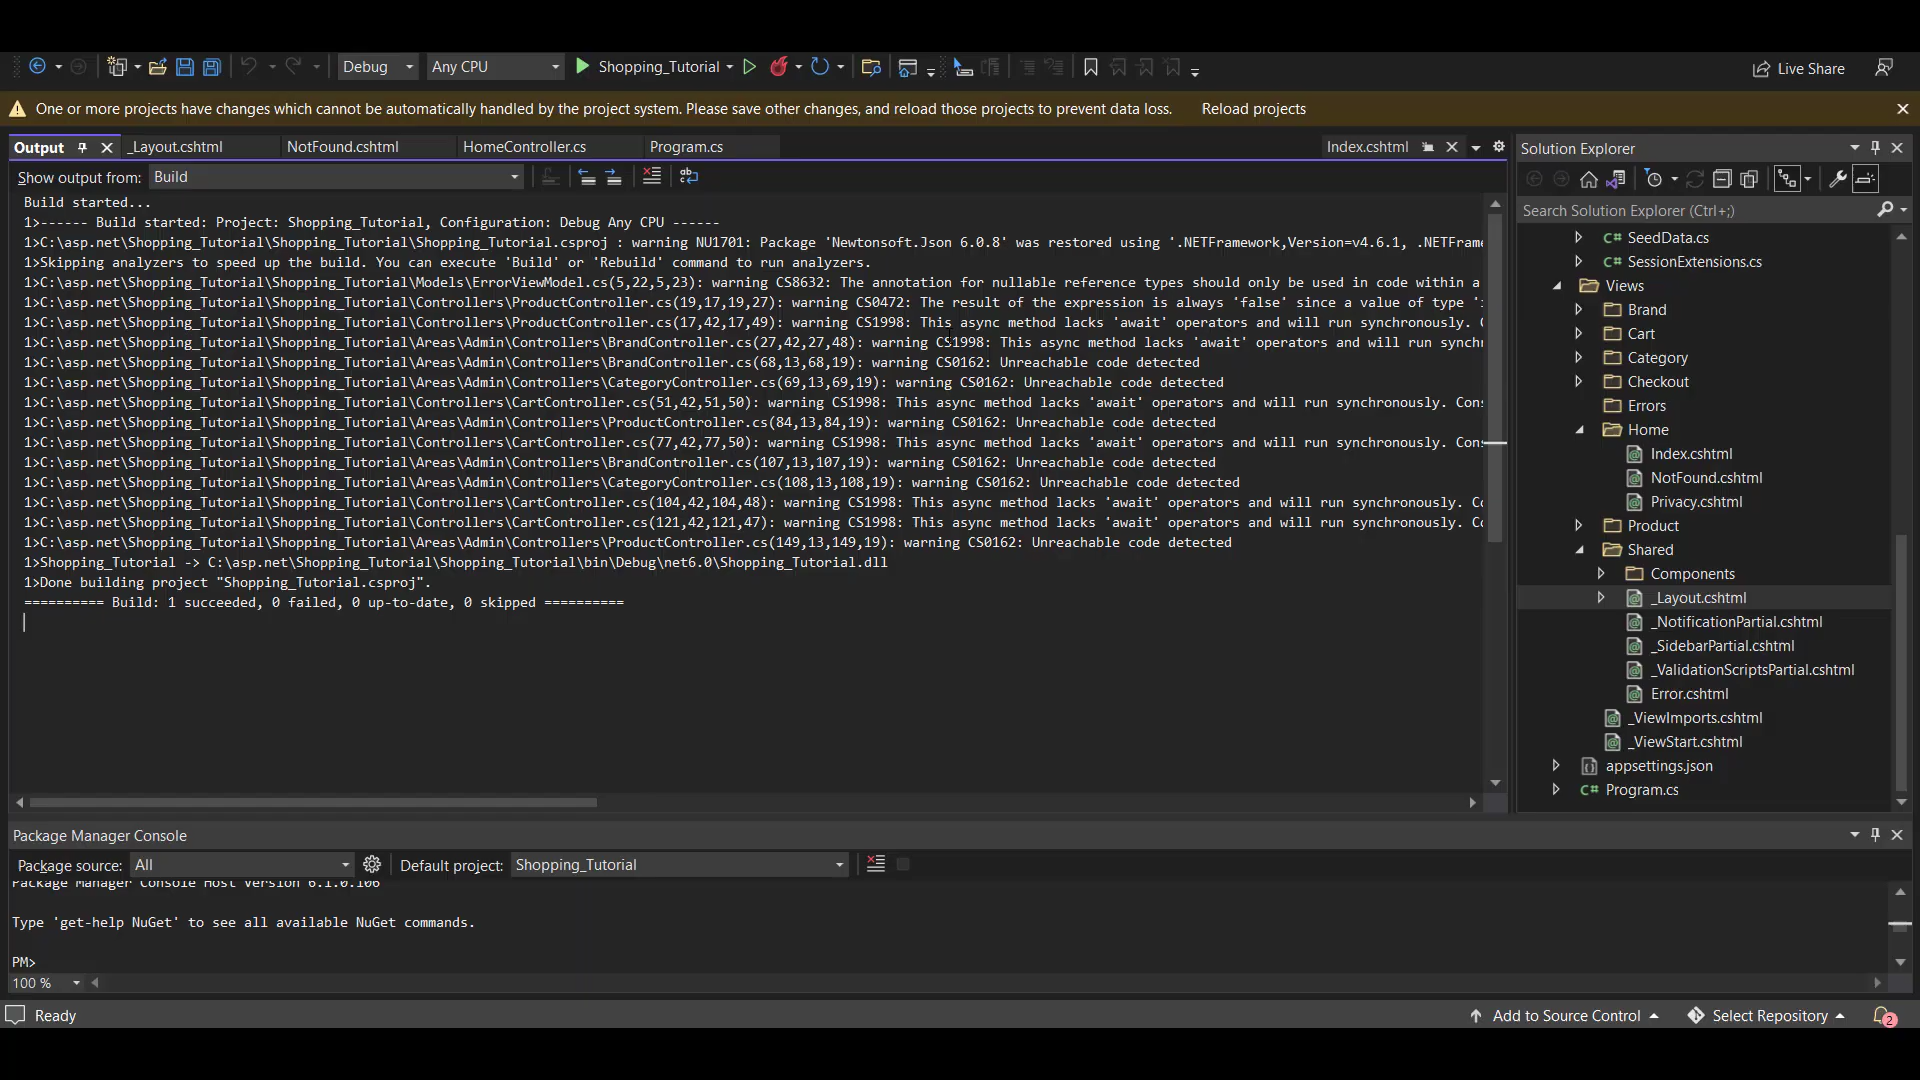 Debug
Any CPU
Shopping_Tutorial
Live Share
One or more projects have changes which cannot be automatically handled by the project system. Please save other changes, and reload those projects to prevent data loss. Reload projects
Output
_Layout.cshtml
NotFound.cshtml
HomeController.cs
Program.cs
Index.cshtml
Show output from: Build
Build started...
1>------ Build started: Project: Shopping_Tutorial, Configuration: Debug Any CPU ------
1>C:\asp.net\Shopping_Tutorial\Shopping_Tutorial\Shopping_Tutorial.csproj : warning NU1701: Package 'Newtonsoft.Json 6.0.8' was restored using '.NETFramework,Version=v4.6.1, .NETFrame
1>Skipping analyzers to speed up the build. You can execute 'Build' or 'Rebuild' command to run analyzers.
1>C:\asp.net\Shopping_Tutorial\Shopping_Tutorial\Models\ErrorViewModel.cs(5,22,5,23): warning CS8632: The annotation for nullable reference types should only be used in code within a
1>C:\asp.net\Shopping_Tutorial\Shopping_Tutorial\Controllers\ProductController.cs(19,17,19,27): warning CS0472: The result of the expression is always 'false' since a value of type '
1>C:\asp.net\Shopping_Tutorial\Shopping_Tutorial\Controllers\ProductController.cs(17,42,17,49): warning CS1998: This async method lacks 'await' operators and will run synchronously.
1>C:\asp.net\Shopping_Tutorial\Shopping_Tutorial\Areas\Admin\Controllers\BrandController.cs(27,42,27,48): warning CS1998: This async method lacks 'await' operators and will run synch
1>C:\asp.net\Shopping_Tutorial\Shopping_Tutorial\Areas\Admin\Controllers\BrandController.cs(68,13,68,19): warning CS0162: Unreachable code detected
1>C:\asp.net\Shopping_Tutorial\Shopping_Tutorial\Areas\Admin\Controllers\CategoryController.cs(69,13,69,19): warning CS0162: Unreachable code detected
1>C:\asp.net\Shopping_Tutorial\Shopping_Tutorial\Controllers\CartController.cs(51,42,51,50): warning CS1998: This async method lacks 'await' operators and will run synchronously. Cons
1>C:\asp.net\Shopping_Tutorial\Shopping_Tutorial\Areas\Admin\Controllers\ProductController.cs(84,13,84,19): warning CS0162: Unreachable code detected
1>C:\asp.net\Shopping_Tutorial\Shopping_Tutorial\Controllers\CartController.cs(77,42,77,50): warning CS1998: This async method lacks 'await' operators and will run synchronously. Cons
1>C:\asp.net\Shopping_Tutorial\Shopping_Tutorial\Areas\Admin\Controllers\BrandController.cs(107,13,107,19): warning CS0162: Unreachable code detected
1>C:\asp.net\Shopping_Tutorial\Shopping_Tutorial\Areas\Admin\Controllers\CategoryController.cs(108,13,108,19): warning CS0162: Unreachable code detected
1>C:\asp.net\Shopping_Tutorial\Shopping_Tutorial\Controllers\CartController.cs(104,42,104,48): warning CS1998: This async method lacks 'await' operators and will run synchronously. Co
1>C:\asp.net\Shopping_Tutorial\Shopping_Tutorial\Controllers\CartController.cs(121,42,121,47): warning CS1998: This async method lacks 'await' operators and will run synchronously. Co
1>C:\asp.net\Shopping_Tutorial\Shopping_Tutorial\Areas\Admin\Controllers\ProductController.cs(149,13,149,19): warning CS0162: Unreachable code detected
1>Shopping_Tutorial -> C:\asp.net\Shopping_Tutorial\Shopping_Tutorial\bin\Debug\net6.0\Shopping_Tutorial.dll
1>Done building project "Shopping_Tutorial.csproj".
========== Build: 1 succeeded, 0 failed, 0 up-to-date, 0 skipped ==========
Solution Explorer
Search Solution Explorer (Ctrl+;)
C# SeedData.cs
C# SessionExtensions.cs
Views
Brand
Cart
Category
Checkout
Errors
Home
Index.cshtml
NotFound.cshtml
Privacy.cshtml
Product
Shared
Components
_Layout.cshtml
_NotificationPartial.cshtml
_SidebarPartial.cshtml
_ValidationScriptsPartial.cshtml
Error.cshtml
_ViewImports.cshtml
_ViewStart.cshtml
appsettings.json
C# Program.cs
Package Manager Console
Package source: All
Default project: Shopping_Tutorial
Package Manager Console Host Version 6.1.0.106
Type 'get-help NuGet' to see all available NuGet commands.
PM>
100 %
Ready
Add to Source Control
Select Repository
2